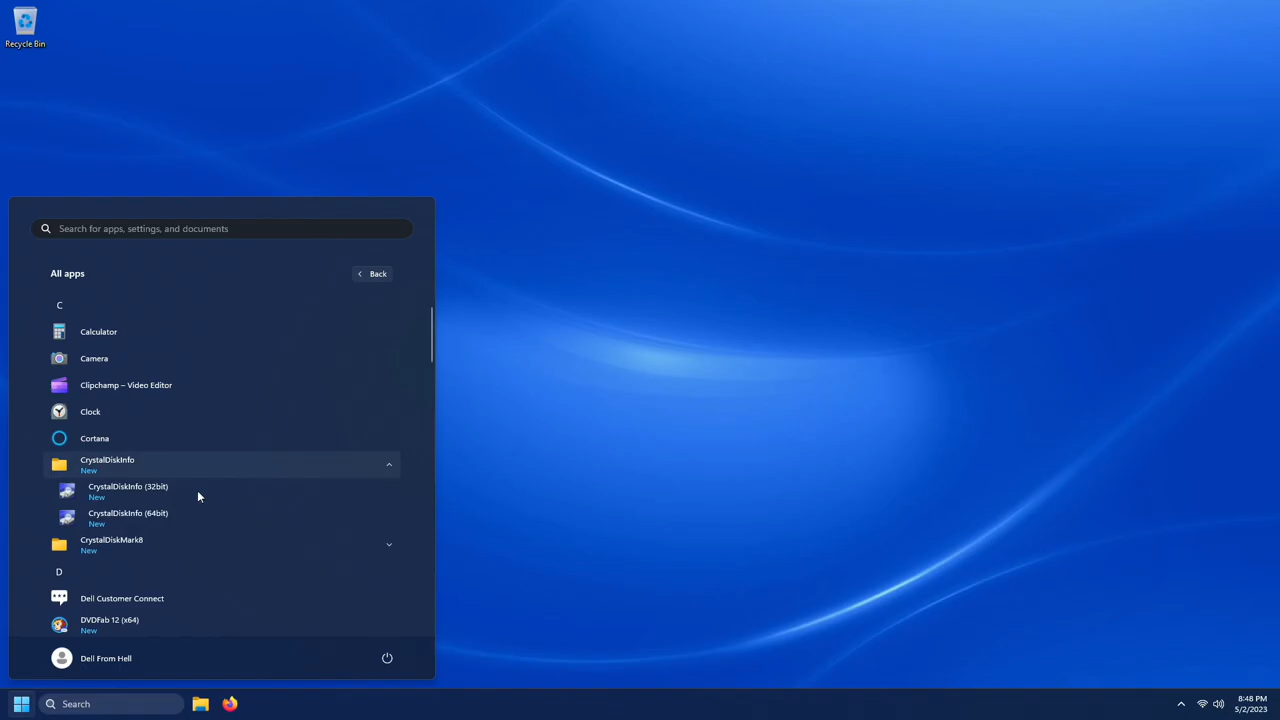 Recycle Bin
Search for apps, settings, and documents
All apps
Back
C
Calculator
Camera
Clipchamp – Video Editor
Clock
Cortana
CrystalDiskInfo
New
CrystalDiskInfo (32bit)
New
CrystalDiskInfo (64bit)
New
CrystalDiskMark8
New
D
Dell Customer Connect
DVDFab 12 (x64)
New
Dell From Hell
Search
8:48 PM
5/2/2023